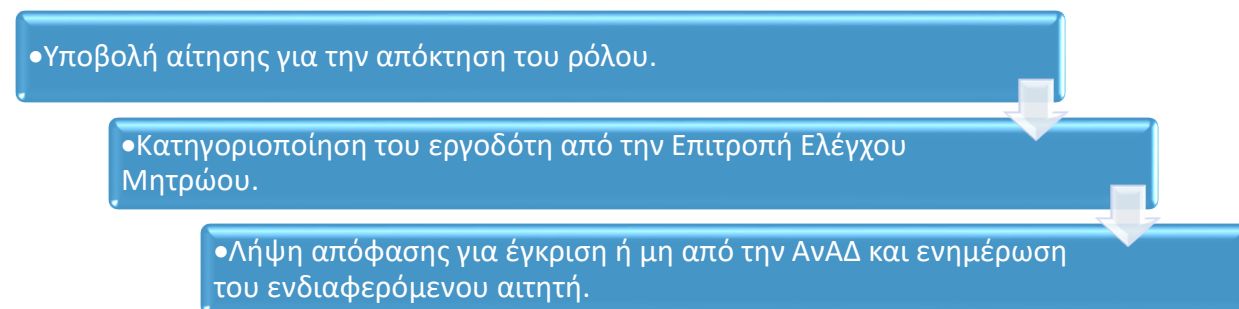 •Υποβολή αίτησης για την απόκτηση του ρόλου.
•Κατηγοριοποίηση του εργοδότη από την Επιτροπή Ελέγχου
Μητρώου.
•Λήψη απόφασης για έγκριση ή μη από την ΑνΑΔ και ενημέρωση
του ενδιαφερόμενου αιτητή.